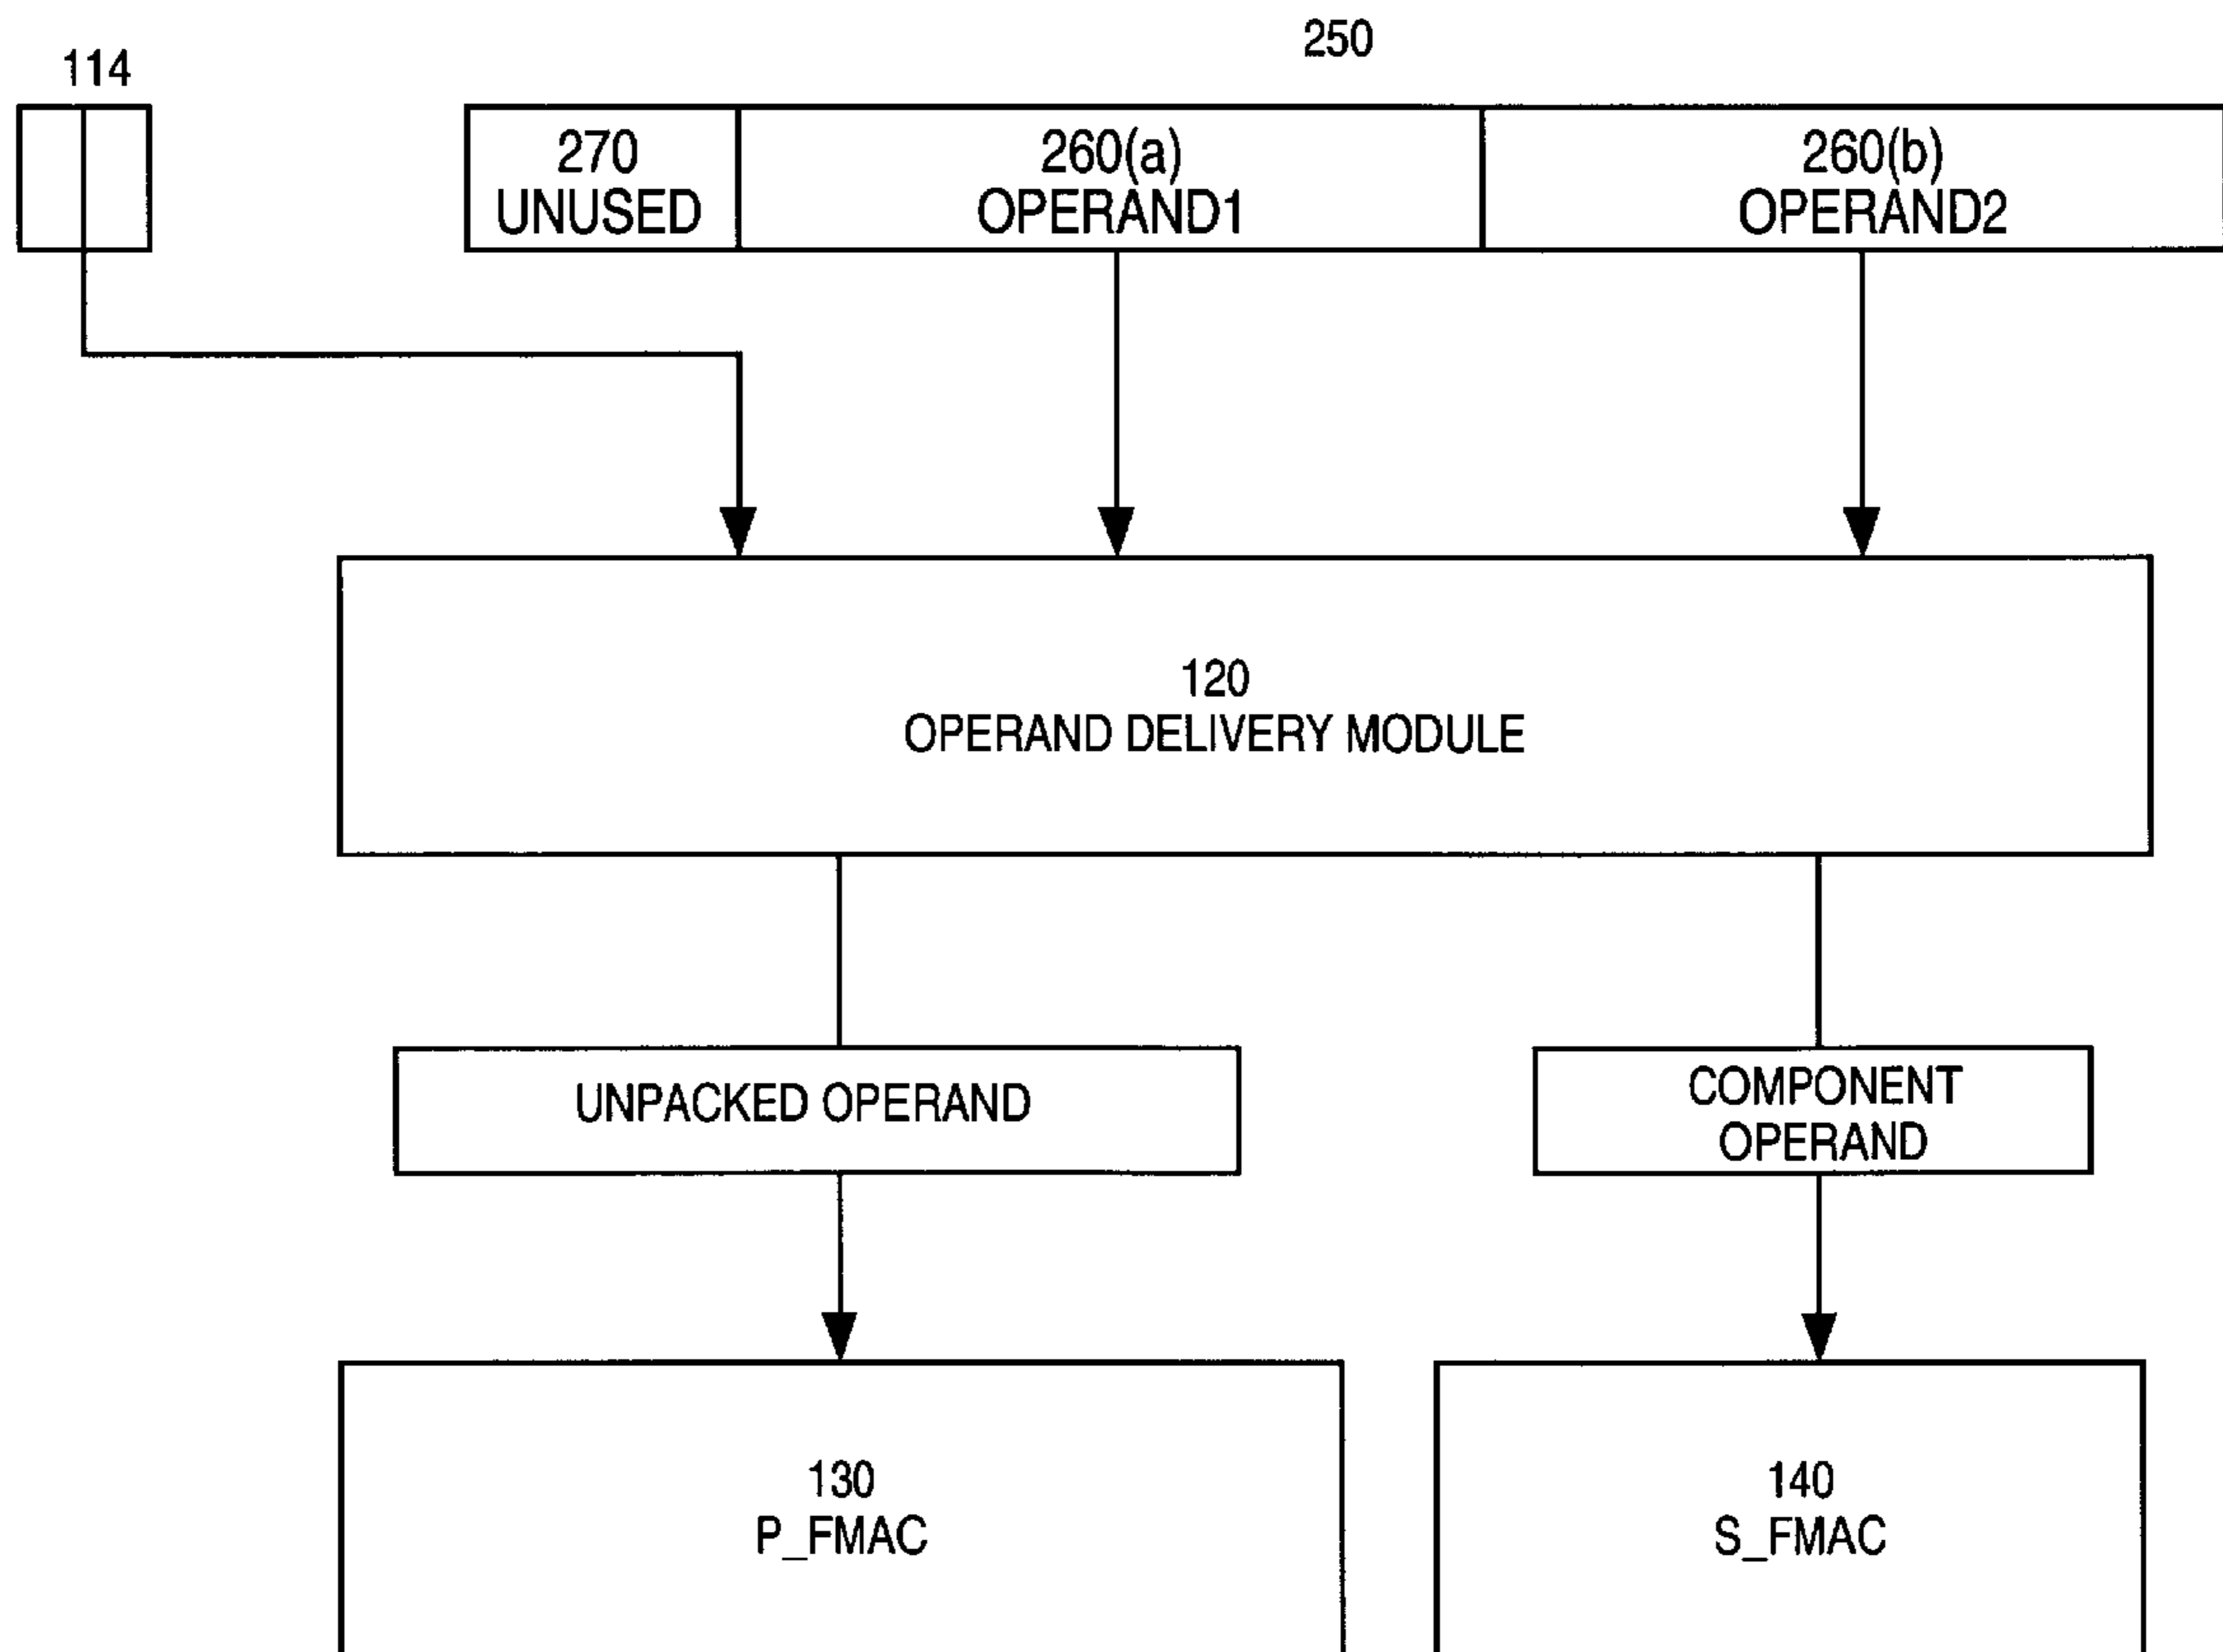 250
114
270
UNUSED
260(a)
OPERAND1
260(b)
OPERAND2
120
OPERAND DELIVERY MODULE
UNPACKED OPERAND
COMPONENT
OPERAND
130
P_FMAC
140
S_FMAC